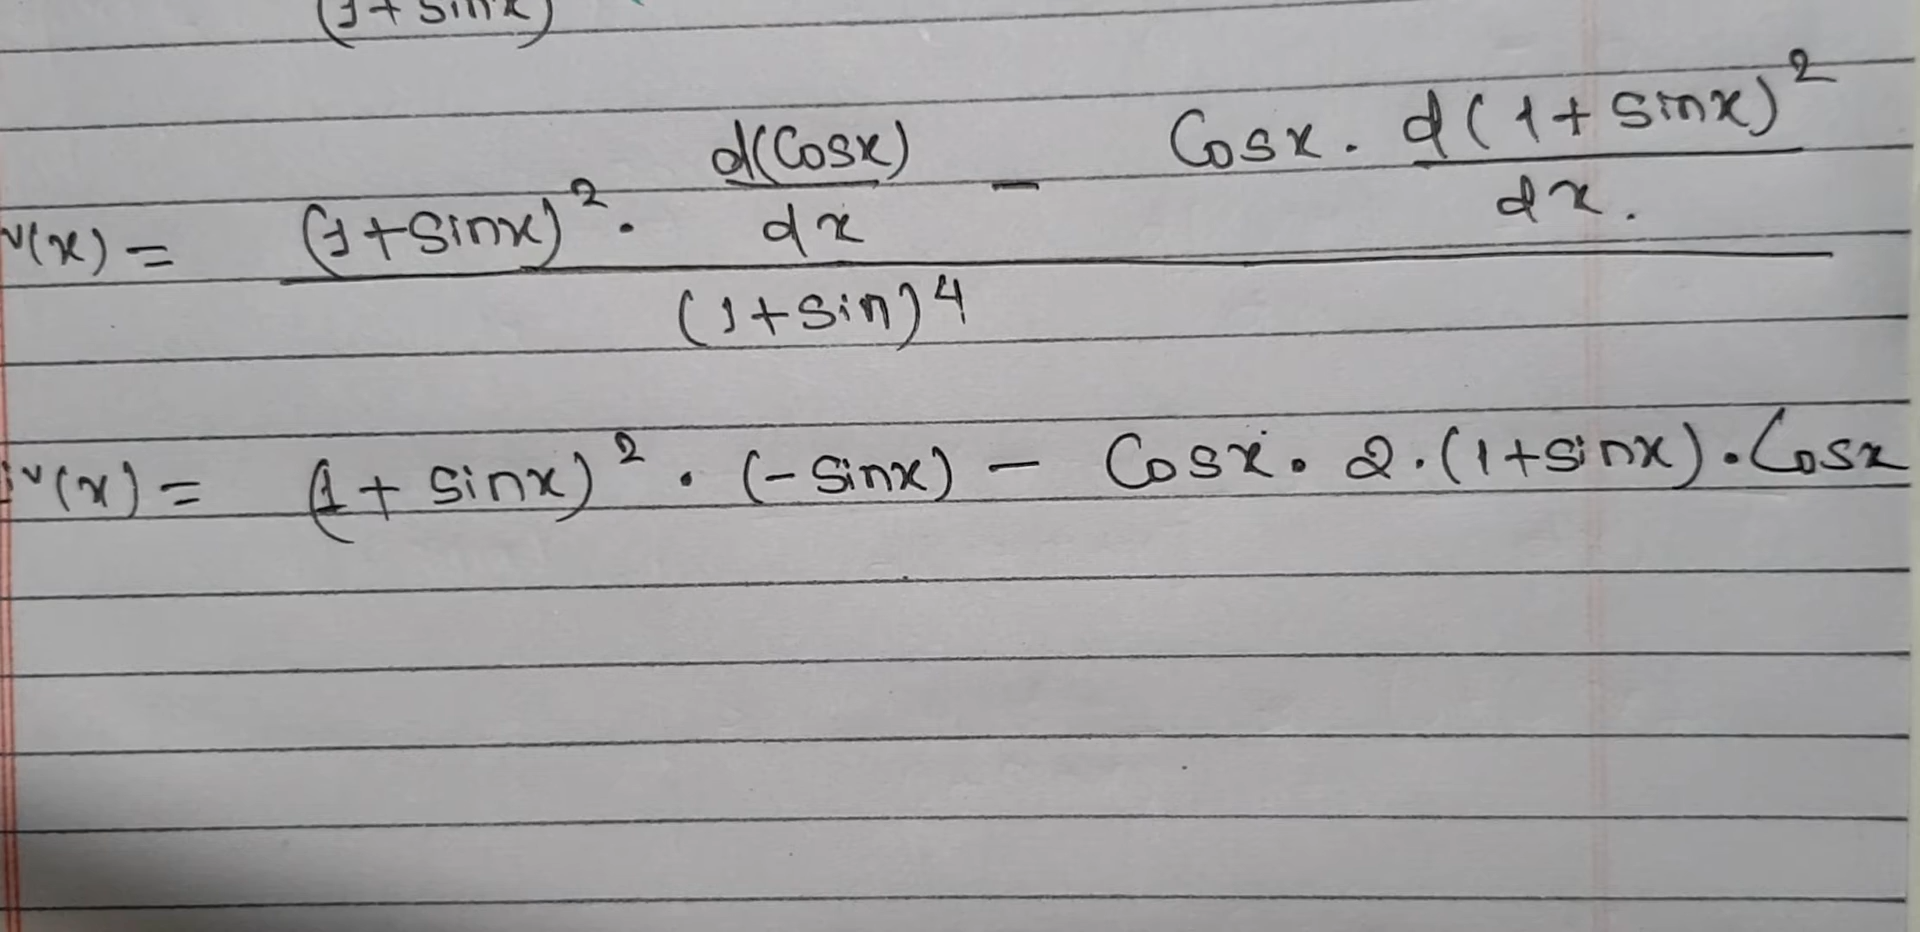 (1 + sinx)
v(x) = (1+sinx)² · d(Cosx)/dx − Cosx · d(1 + sinx)²/dx.
(1+sin)4
iv(x) = (1 + sinx)² · (-sinx) − Cosx · 2 · (1+sinx) · Cosx